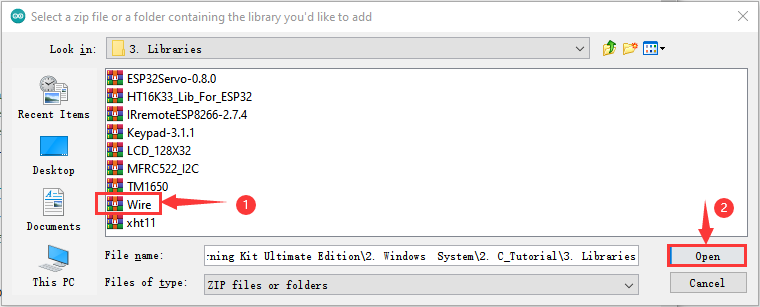 Select a zip file or a folder containing the library you'd like to add
Look in:
3. Libraries
Recent Items
Desktop
Documents
This PC
ESP32Servo-0.8.0
HT16K33_Lib_For_ESP32
IRremoteESP8266-2.7.4
Keypad-3.1.1
LCD_128X32
MFRC522_I2C
TM1650
Wire
1
xht11
2
File name:
rning Kit Ultimate Edition\2. Windows System\2. C_Tutorial\3. Libraries
Open
Files of type:
ZIP files or folders
Cancel